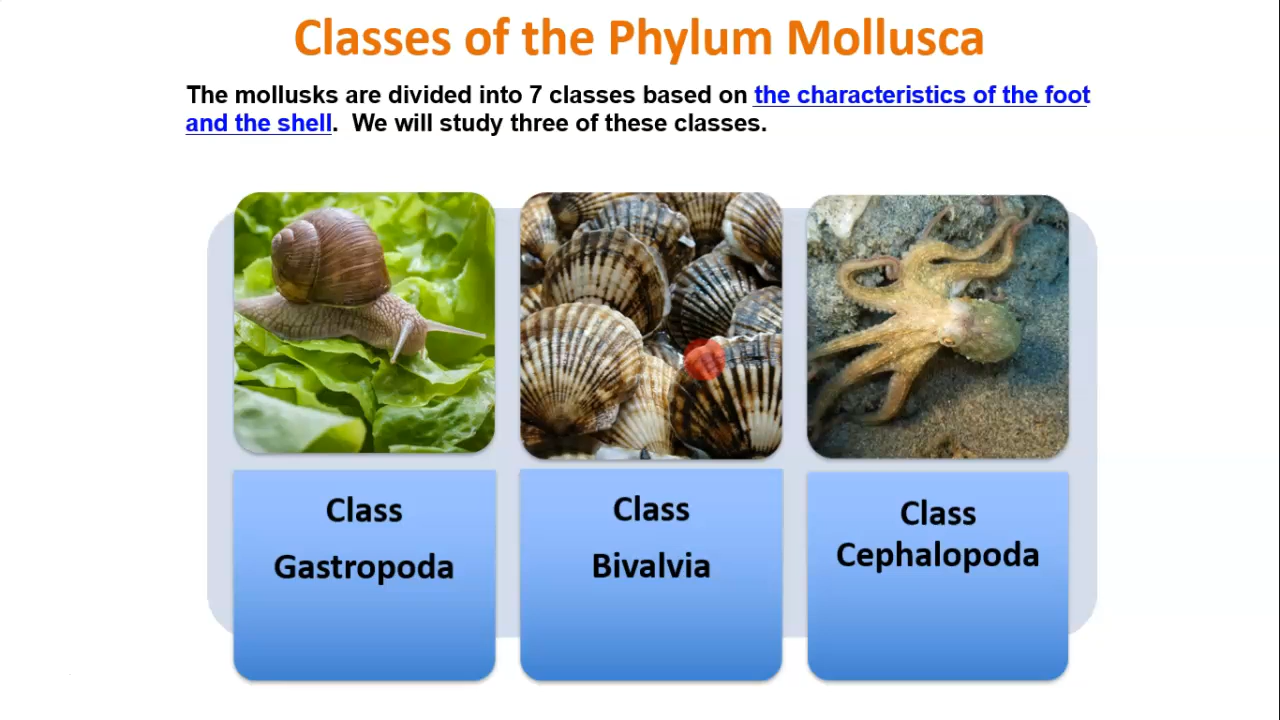 Classes of the Phylum Mollusca
The mollusks are divided into 7 classes based on the characteristics of the foot
and the shell.  We will study three of these classes.
Class
Gastropoda
Class
Bivalvia
Class
Cephalopoda